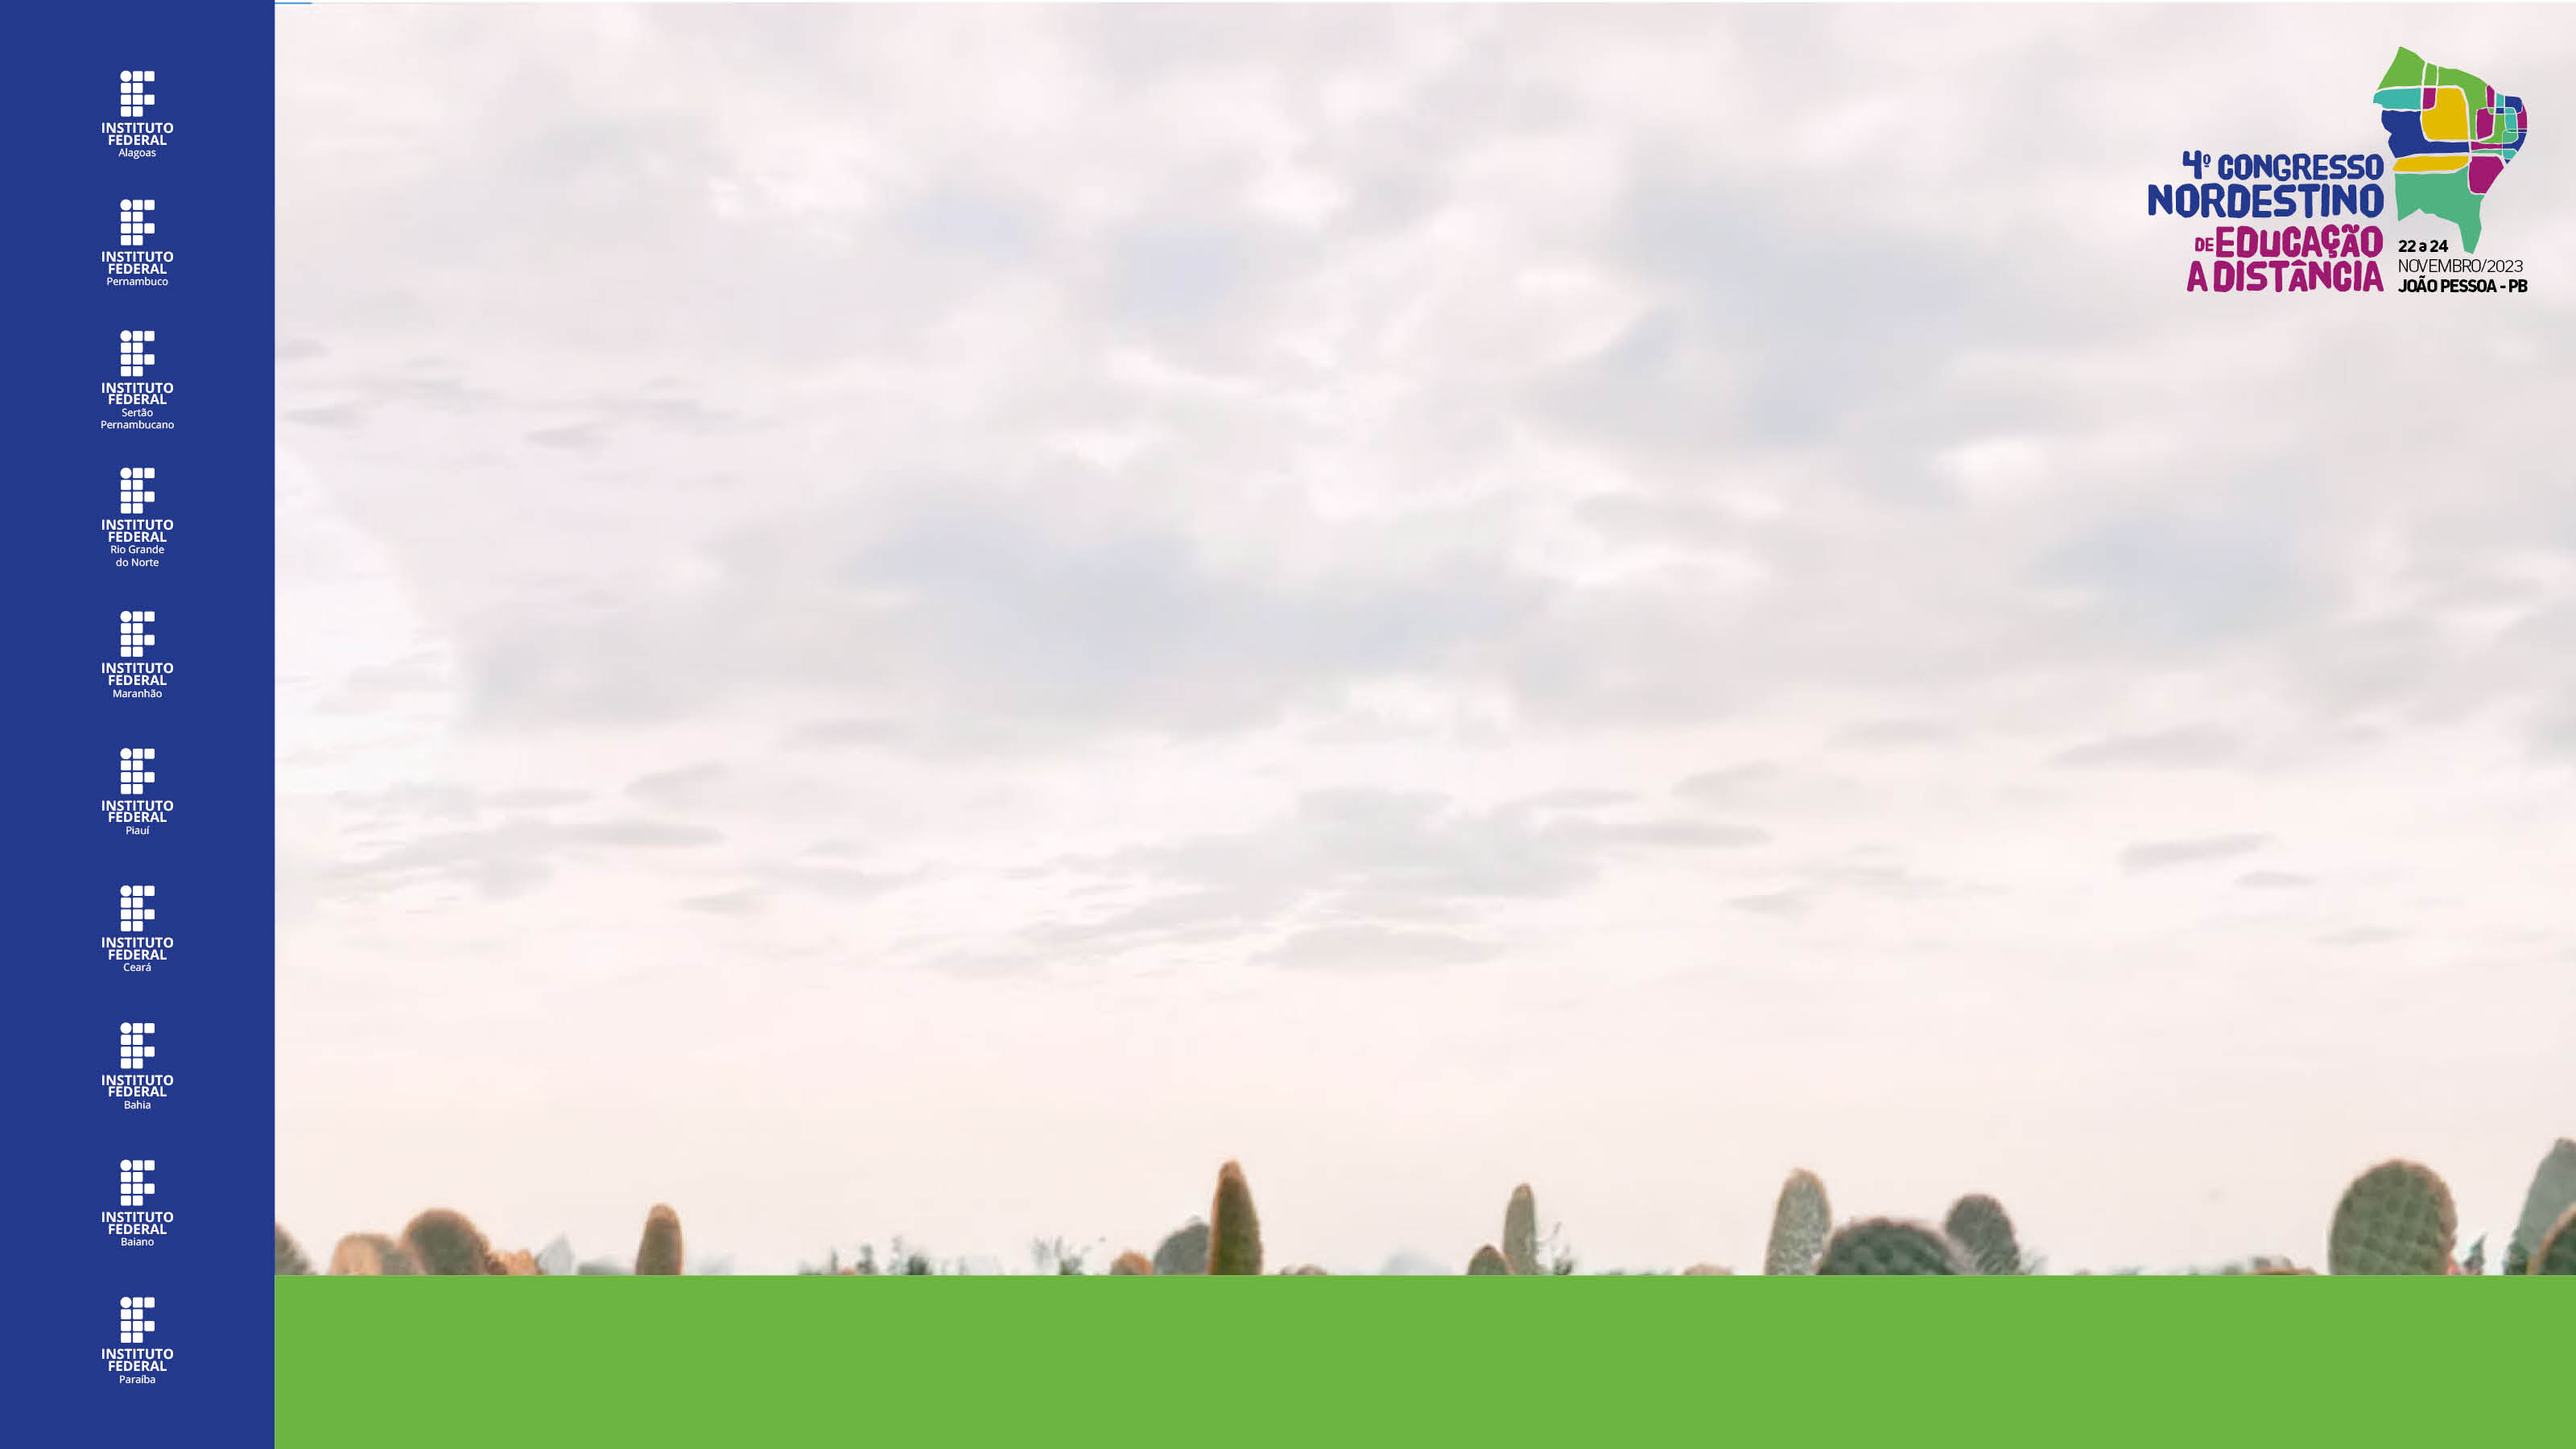 INSTITUTO
FEDERAL
Alagoas
INSTITUTO
FEDERAL
Pernambuco
INSTITUTO
FEDERAL
Sertão
Pernambucano
INSTITUTO
FEDERAL
Rio Grande
do Norte
INSTITUTO
FEDERAL
Maranhão
INSTITUTO
FEDERAL
Piauí
INSTITUTO
FEDERAL
Ceará
INSTITUTO
FEDERAL
Bahia
INSTITUTO
FEDERAL
Baiano
INSTITUTO
FEDERAL
Paraíba
4º CONGRESSO
NORDESTINO
DE EDUCAÇÃO
A DISTÂNCIA
22 a 24
NOVEMBRO/2023
JOÃO PESSOA - PB